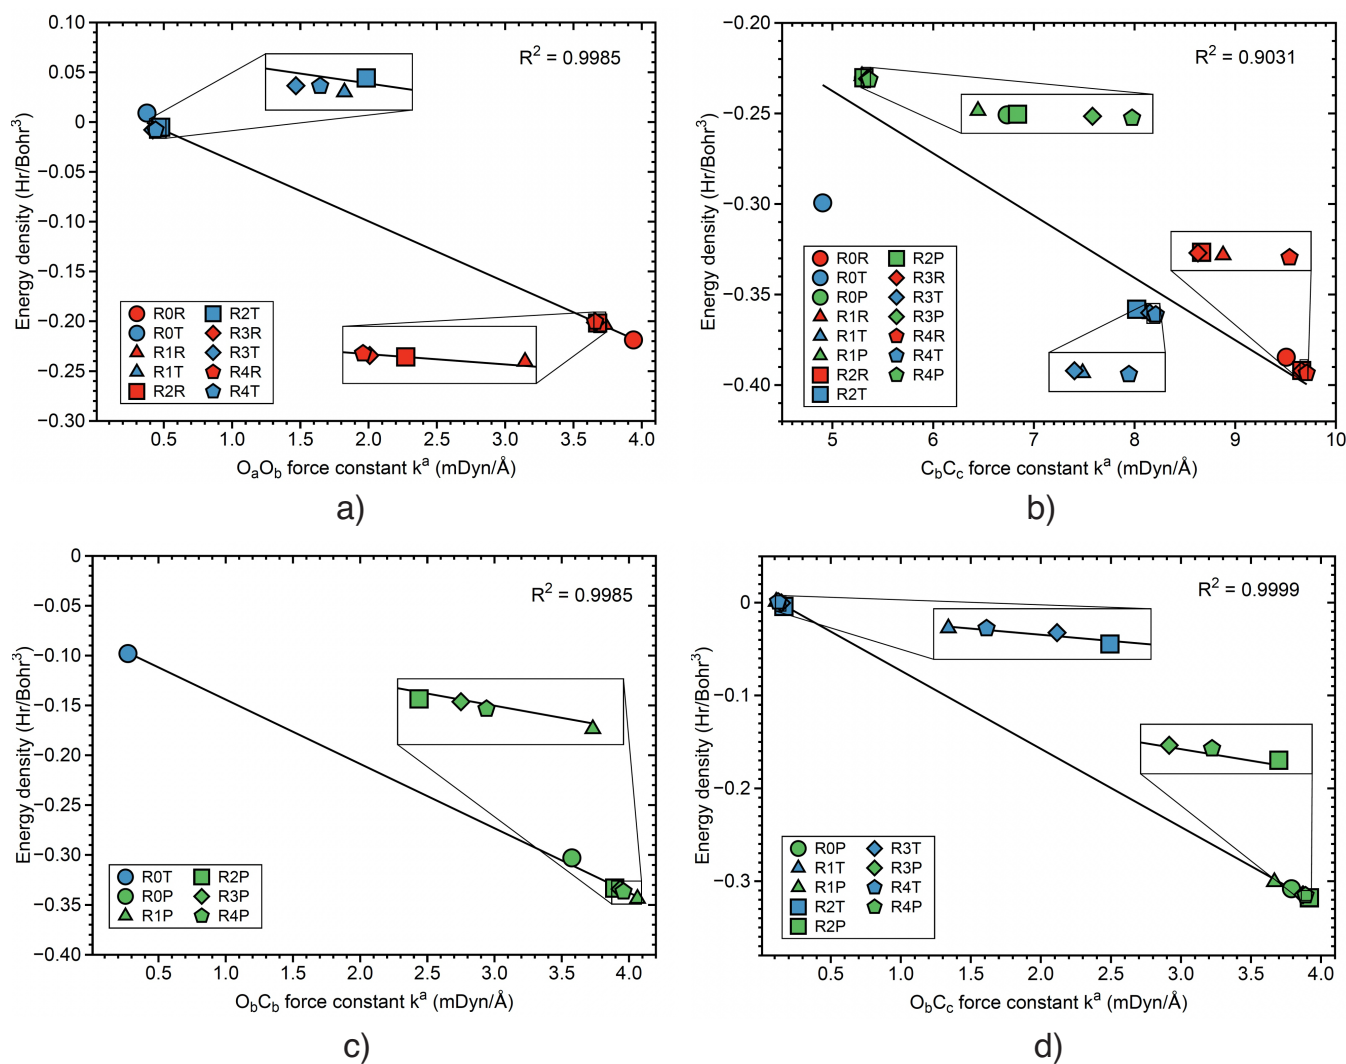 R² = 0.9985
Energy density (Hr/Bohr³)
0.10
0.05
0
−0.05
−0.10
−0.15
−0.20
−0.25
−0.30
R0R
R0T
R1R
R1T
R2R
R2T
R3R
R3T
R4R
R4T
0.5 1.0 1.5 2.0 2.5 3.0 3.5 4.0
OₐO_b force constant kᵃ (mDyn/Å)
a)
R² = 0.9031
Energy density (Hr/Bohr³)
−0.20
−0.25
−0.30
−0.35
−0.40
R0R
R0T
R0P
R1R
R1T
R1P
R2R
R2T
R2P
R3R
R3T
R3P
R4R
R4T
R4P
5 6 7 8 9 10
C_bC_c force constant kᵃ (mDyn/Å)
b)
R² = 0.9985
Energy density (Hr/Bohr³)
0
−0.05
−0.10
−0.15
−0.20
−0.25
−0.30
−0.35
−0.40
R0T
R0P
R1P
R2P
R3P
R4P
0.5 1.0 1.5 2.0 2.5 3.0 3.5 4.0
O_bC_b force constant kᵃ (mDyn/Å)
c)
R² = 0.9999
Energy density (Hr/Bohr³)
0
−0.1
−0.2
−0.3
R0P
R1T
R1P
R2T
R2P
R3T
R3P
R4T
R4P
0.5 1.0 1.5 2.0 2.5 3.0 3.5 4.0
O_bC_c force constant kᵃ (mDyn/Å)
d)